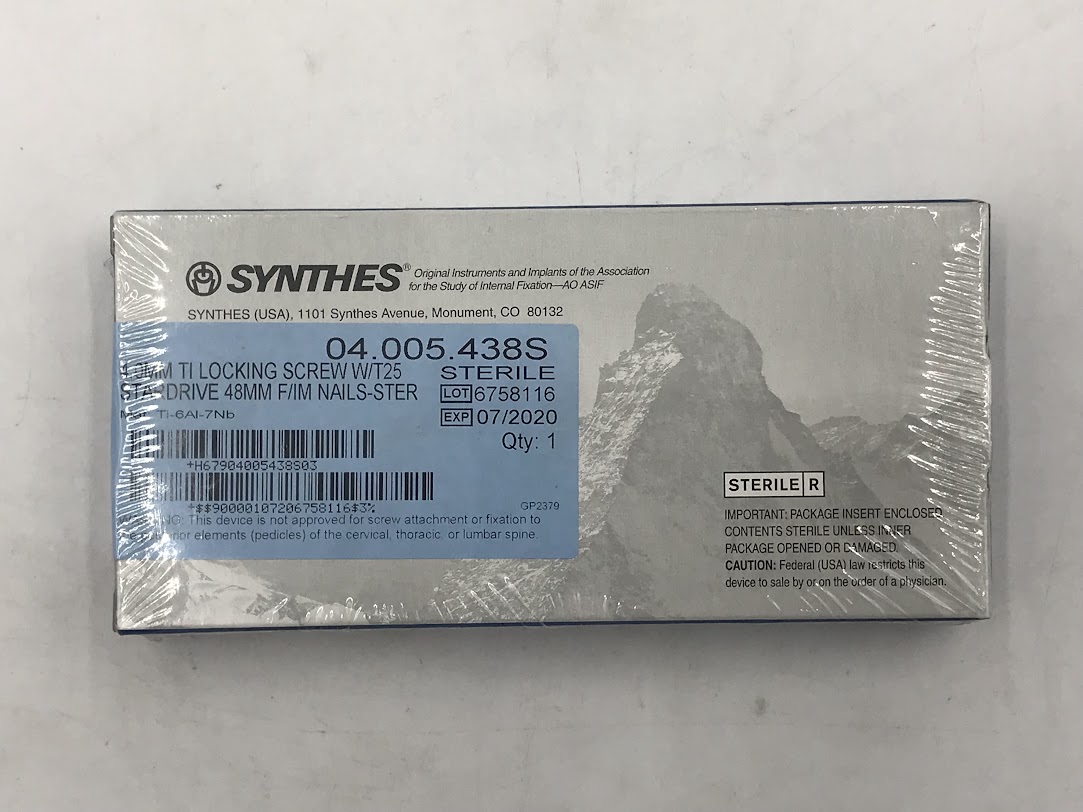 SYNTHES® Original Instruments and Implants of the Association
for the Study of Internal Fixation—AO ASIF
SYNTHES (USA), 1101 Synthes Avenue, Monument, CO 80132
04.005.438S
TI LOCKING SCREW W/T25
STARDRIVE 48MM F/IM NAILS-STER
STERILE
LOT 6758116
EXP 07/2020
Ti-6Al-7Nb
Qty: 1
+H67904005438S03
+$$90000107206758116$3%
GP2379
This device is not approved for screw attachment or fixation to
elements (pedicles) of the cervical, thoracic, or lumbar spine.
STERILE R
IMPORTANT: PACKAGE INSERT ENCLOSED
CONTENTS STERILE UNLESS INNER
PACKAGE OPENED OR DAMAGED.
CAUTION: Federal (USA) law restricts this
device to sale by or on the order of a physician.